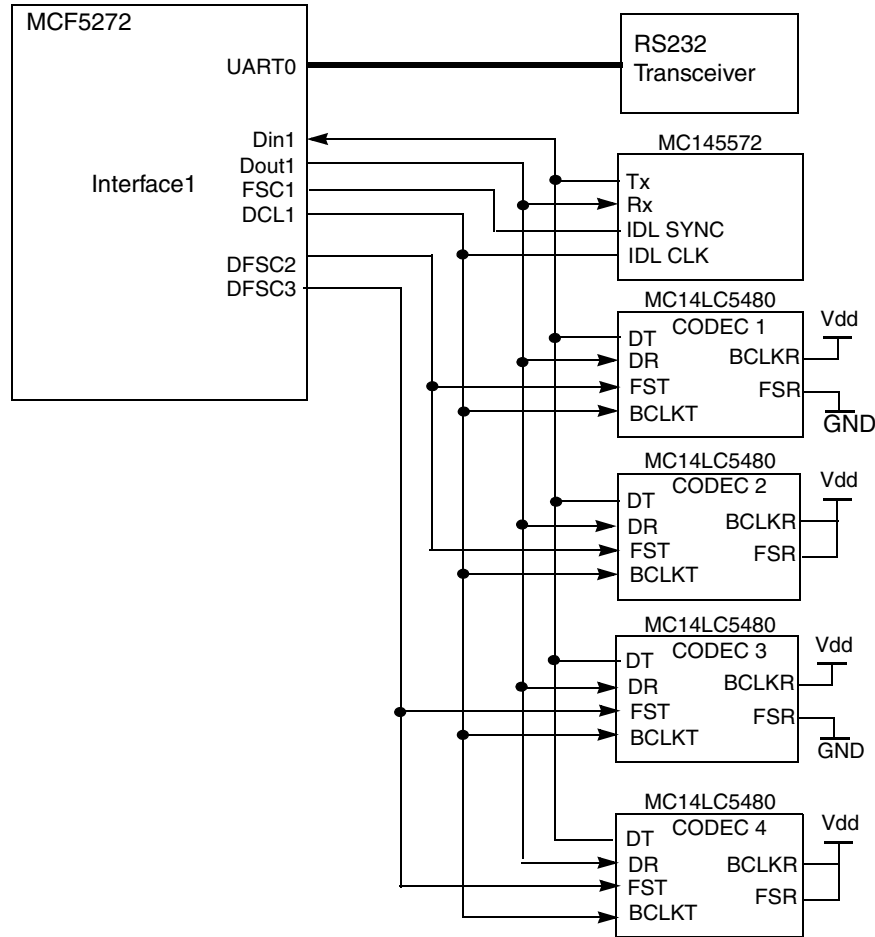 MCF5272
UART0
Din1
Dout1
Interface1
FSC1
DCL1
DFSC2
DFSC3
RS232
Transceiver
MC145572
Tx
Rx
IDL SYNC
IDL CLK
MC14LC5480
CODEC 1
DT
DR
FST
BCLKT
BCLKR
FSR
Vdd
GND
MC14LC5480
CODEC 2
DT
DR
FST
BCLKT
BCLKR
FSR
Vdd
MC14LC5480
CODEC 3
DT
DR
FST
BCLKT
BCLKR
FSR
Vdd
GND
MC14LC5480
CODEC 4
DT
DR
FST
BCLKT
BCLKR
FSR
Vdd